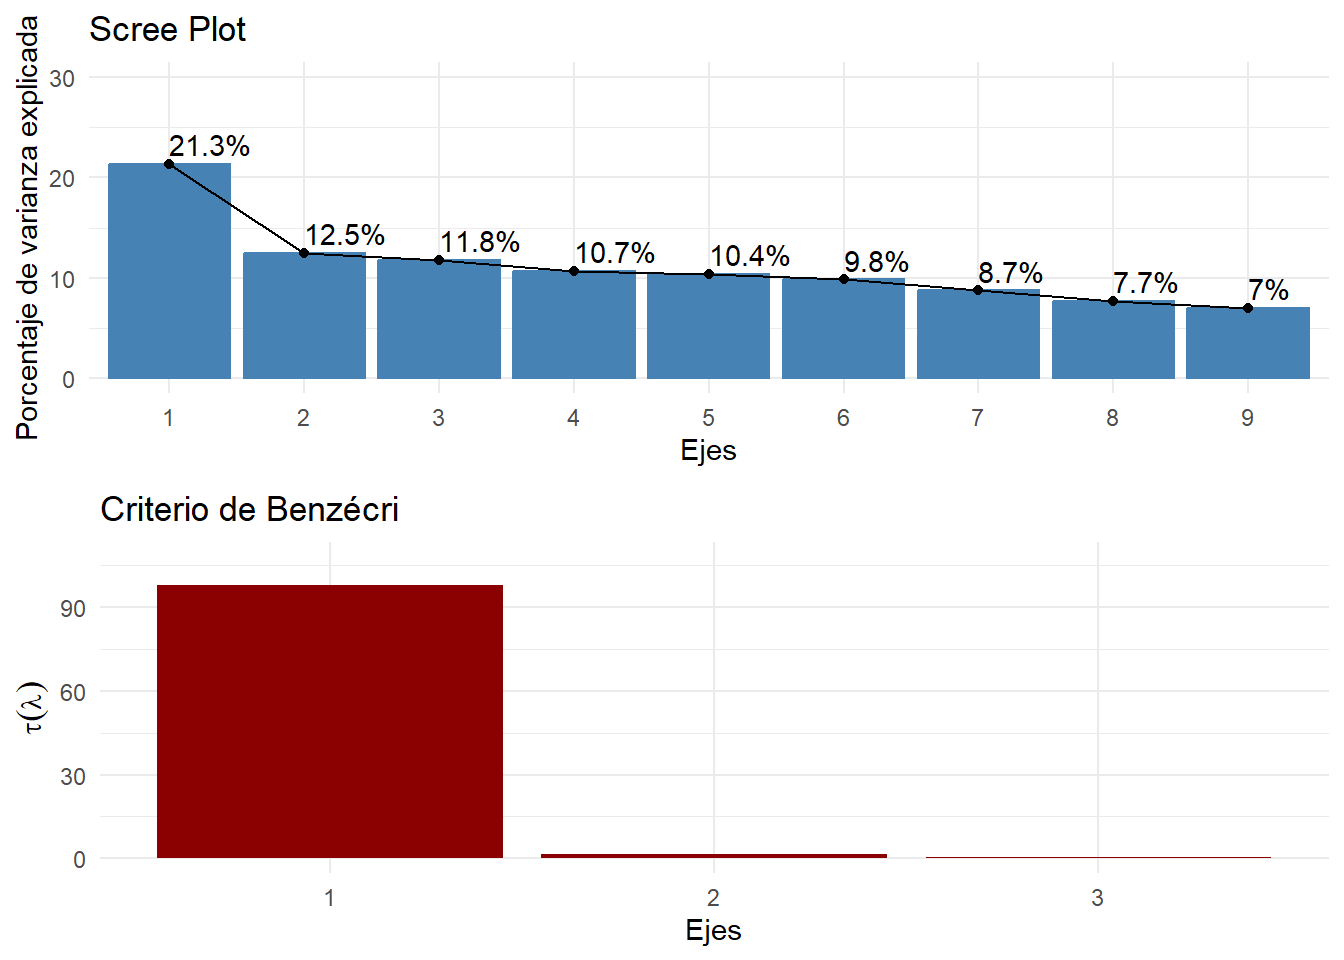 Scree Plot
Porcentaje de varianza explicada
30
20
10
0
21.3%
12.5%
11.8%
10.7%
10.4%
9.8%
8.7%
7.7%
7%
1 2 3 4 5 6 7 8 9
Ejes
Criterio de Benzécri
τ(λ)
90
60
30
0
1 2 3
Ejes